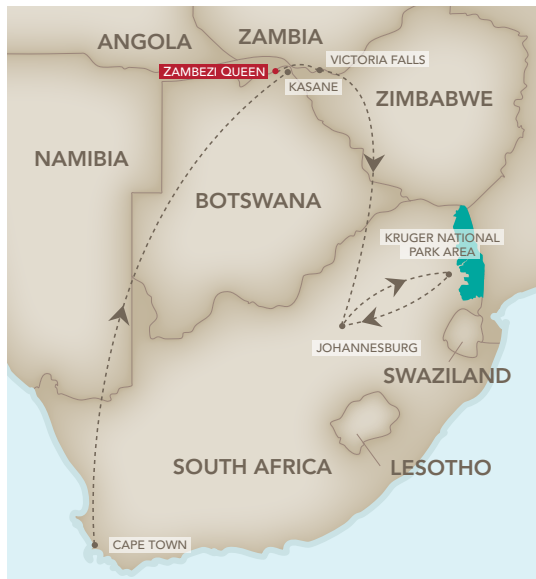 ANGOLA
ZAMBIA
VICTORIA FALLS
ZAMBEZI QUEEN
KASANE
ZIMBABWE
NAMIBIA
BOTSWANA
KRUGER NATIONAL
PARK AREA
JOHANNESBURG
SWAZILAND
SOUTH AFRICA
LESOTHO
CAPE TOWN